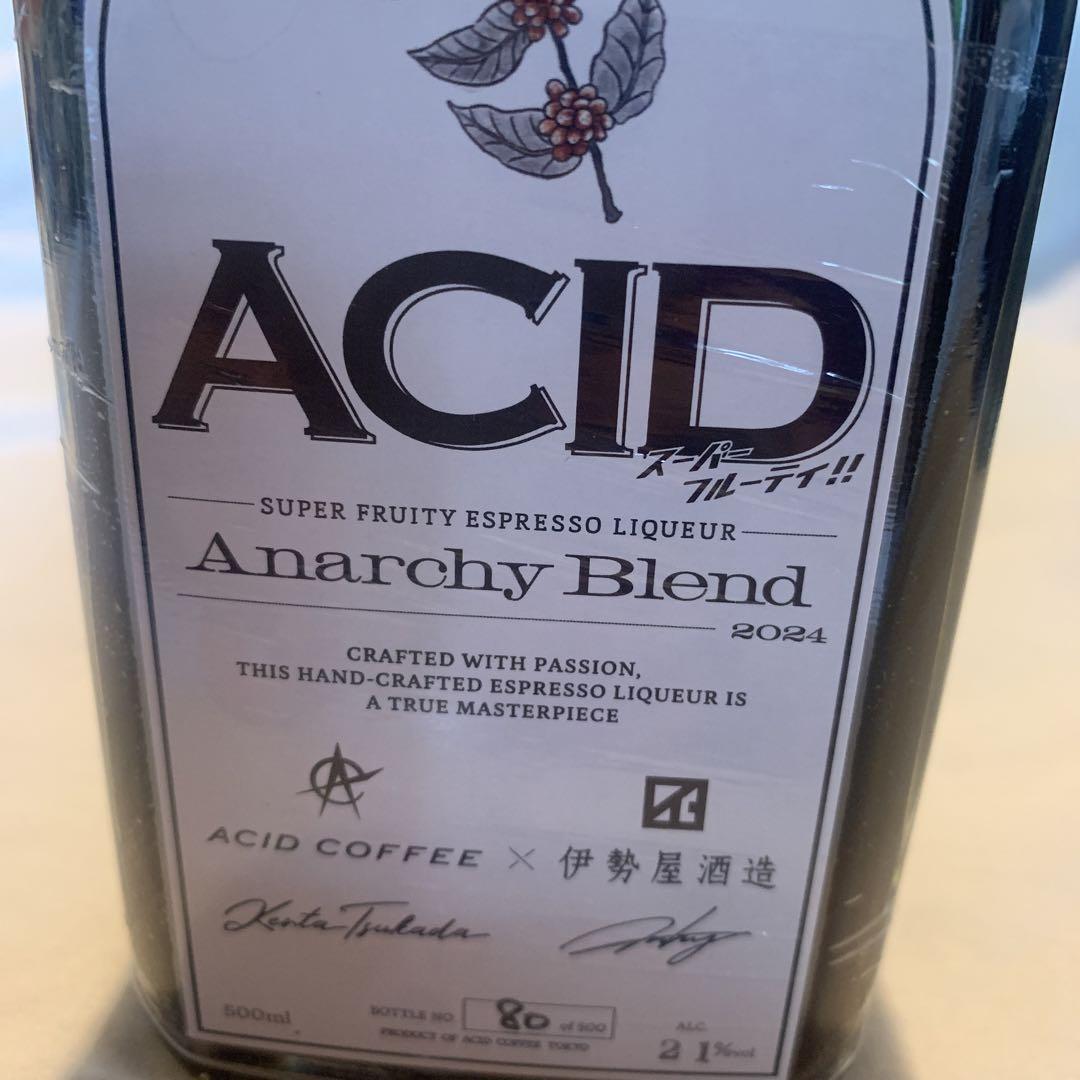 ACID
スーパー
フルーティ!!
SUPER FRUITY ESPRESSO LIQUEUR
Anarchy Blend
2024
CRAFTED WITH PASSION,
THIS HAND-CRAFTED ESPRESSO LIQUEUR IS
A TRUE MASTERPIECE
ACID COFFEE × 伊勢屋酒造
Kenta Tsukada
500ml
BOTTLE NO 80 of 500
PRODUCT OF ACID COFFEE TOKYO
ALC.
21%vol